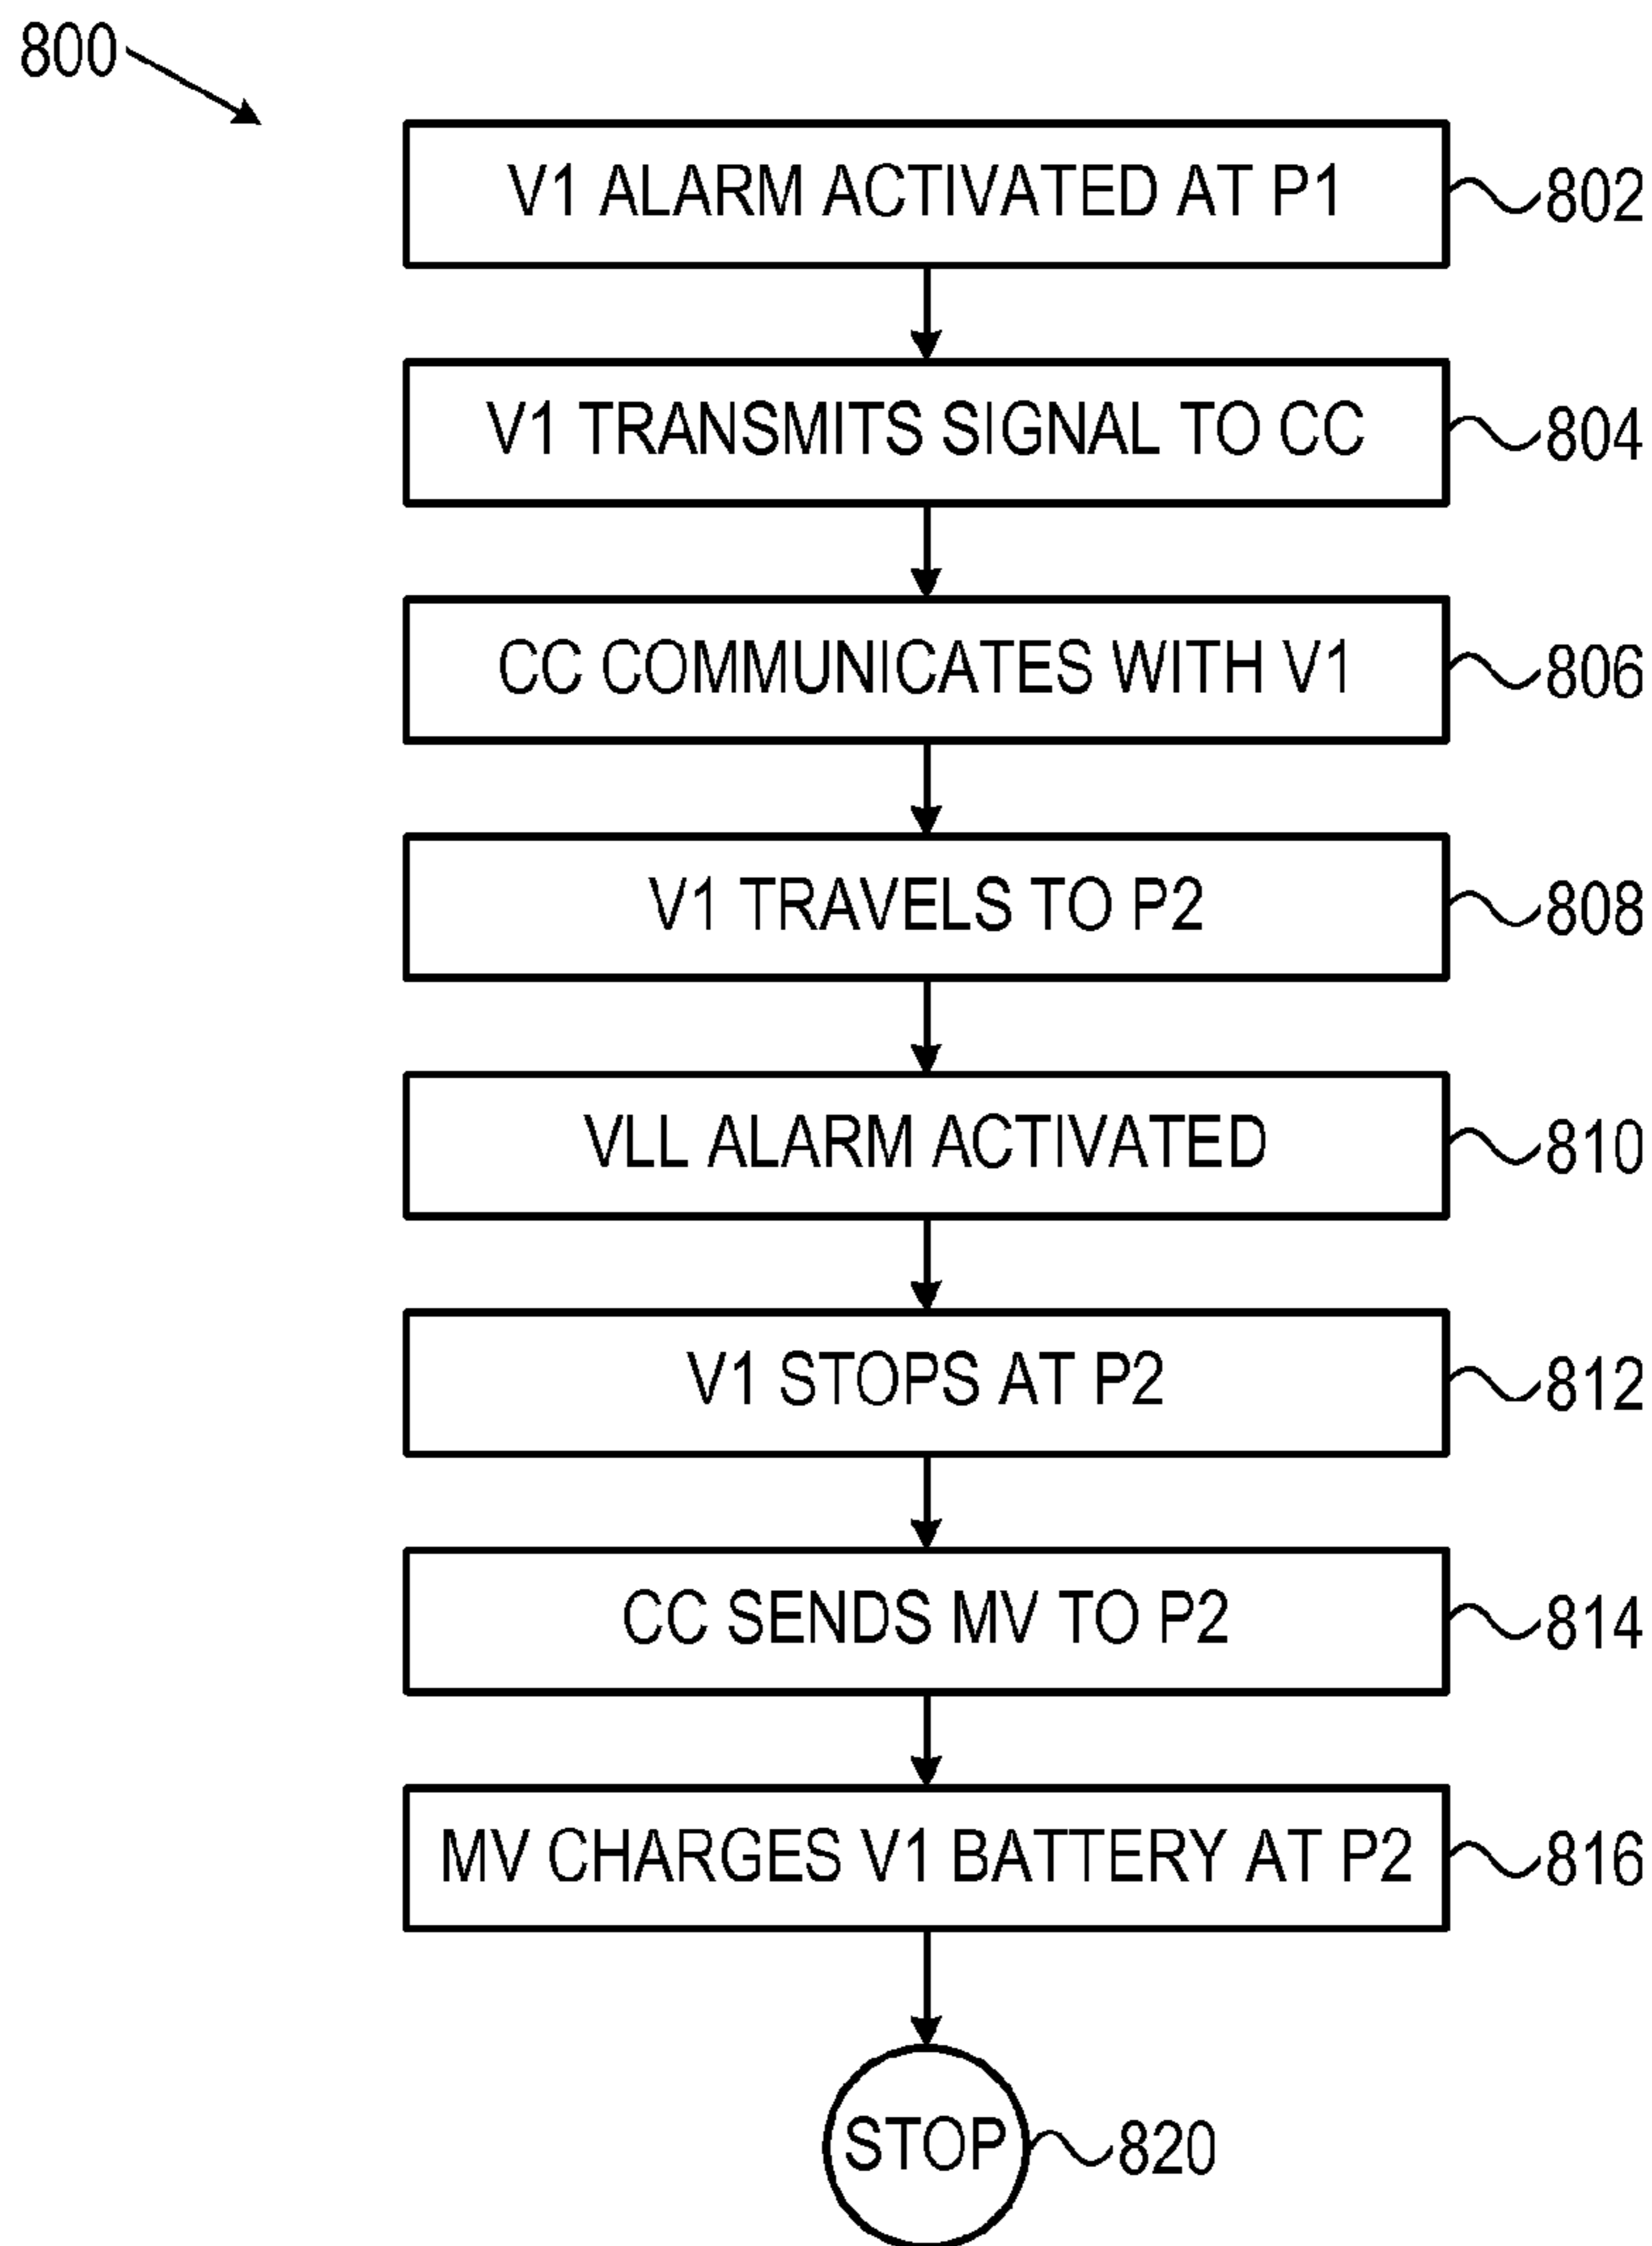 800
V1 ALARM ACTIVATED AT P1
802
V1 TRANSMITS SIGNAL TO CC
804
CC COMMUNICATES WITH V1
806
V1 TRAVELS TO P2
808
VLL ALARM ACTIVATED
810
V1 STOPS AT P2
812
CC SENDS MV TO P2
814
MV CHARGES V1 BATTERY AT P2
816
STOP
820